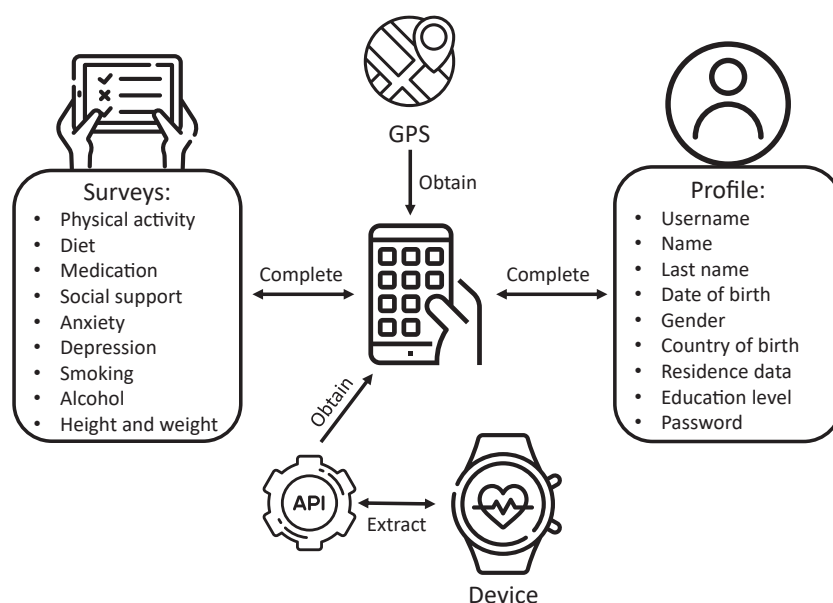 GPS
Obtain
Surveys:
• Physical activity
• Diet
• Medication
• Social support
• Anxiety
• Depression
• Smoking
• Alcohol
• Height and weight
Complete
Complete
Profile:
• Username
• Name
• Last name
• Date of birth
• Gender
• Country of birth
• Residence data
• Education level
• Password
Obtain
API
Extract
Device